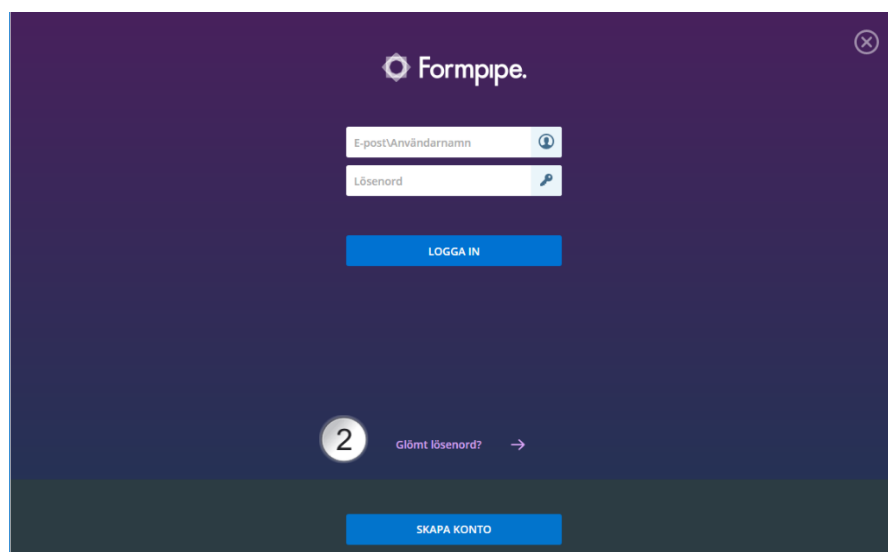 Formpipe.
E-post\Användarnamn
Lösenord
LOGGA IN
2 Glömt lösenord?
SKAPA KONTO